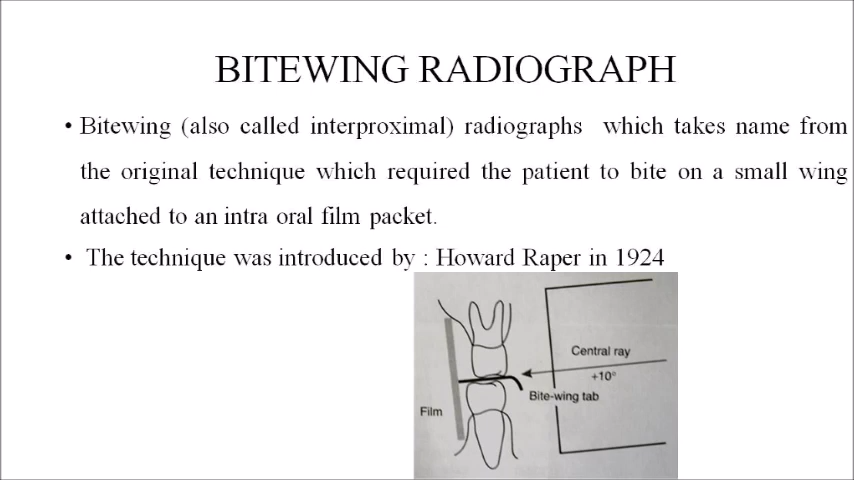 BITEWING RADIOGRAPH
• Bitewing (also called interproximal) radiographs which takes name from
the original technique which required the patient to bite on a small wing
attached to an intra oral film packet.
• The technique was introduced by : Howard Raper in 1924
Central ray
+10°
Bite-wing tab
Film